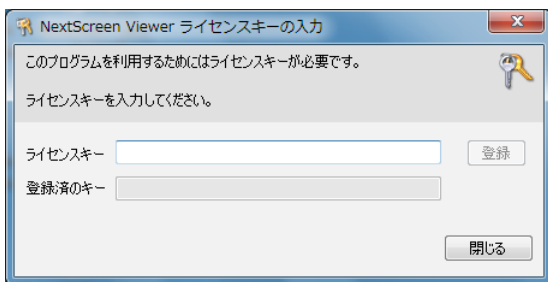 NextScreen Viewer ライセンスキーの入力
このプログラムを利用するためにはライセンスキーが必要です。
ライセンスキーを入力してください。
ライセンスキー 登録
登録済のキー
閉じる